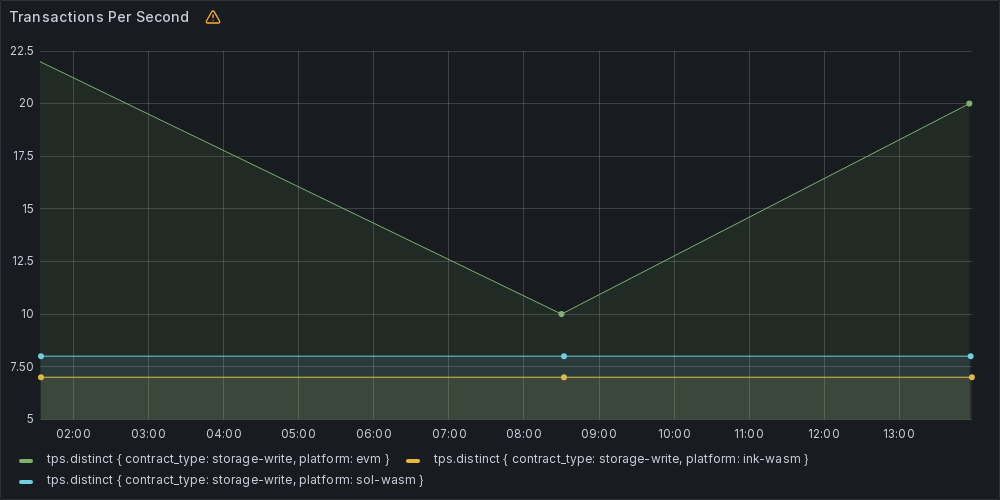 Transactions Per Second
22.5
20
17.5
15
12.5
10
7.50
5
02:00 03:00 04:00 05:00 06:00 07:00 08:00 09:00 10:00 11:00 12:00 13:00
tps.distinct { contract_type: storage-write, platform: evm } tps.distinct { contract_type: storage-write, platform: ink-wasm }
tps.distinct { contract_type: storage-write, platform: sol-wasm }